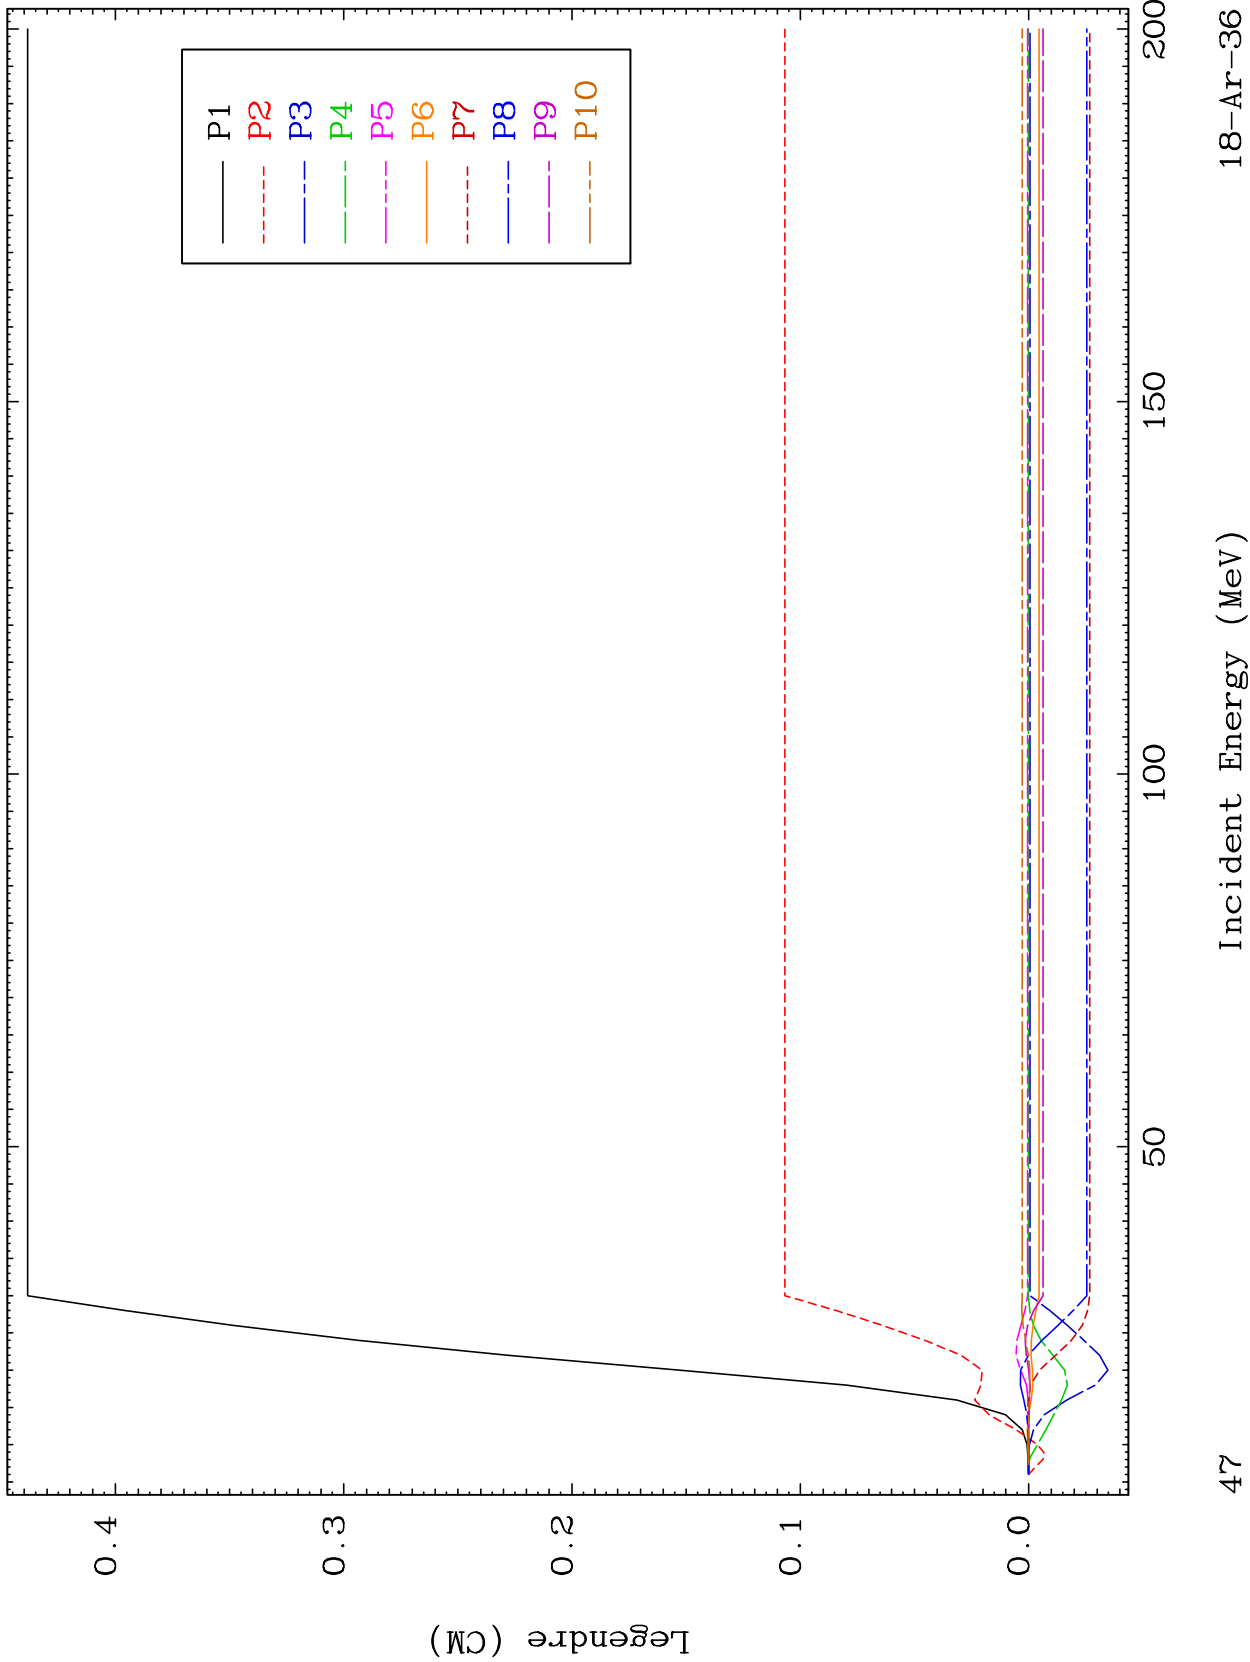 Legendre (CM)
0.4
0.3
0.2
0.1
0.0
P1
P2
P3
P4
P5
P6
P7
P8
P9
P10
50
100
150
200
47
Incident Energy (MeV)
18-Ar-36